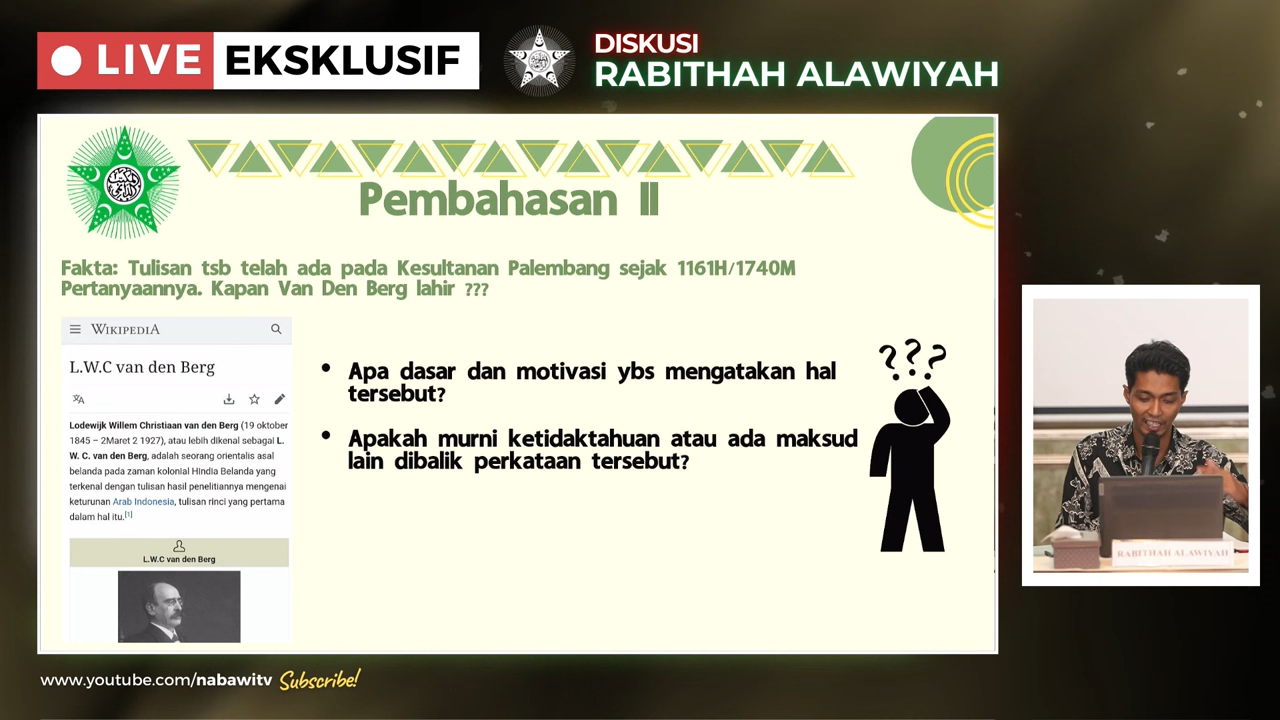 LIVE EKSKLUSIF
DISKUSI
RABITHAH ALAWIYAH
Pembahasan II
Fakta: Tulisan tsb telah ada pada Kesultanan Palembang sejak 1161H/1740M
Pertanyaannya. Kapan Van Den Berg lahir ???
WIKIPEDIA
L.W.C van den Berg
Lodewijk Willem Christiaan van den Berg (19 oktober
1845 – 2Maret 2 1927), atau lebih dikenal sebagai L.
W. C. van den Berg, adalah seorang orientalis asal
belanda pada zaman kolonial Hindia Belanda yang
terkenal dengan tulisan hasil penelitiannya mengenai
keturunan Arab Indonesia, tulisan rinci yang pertama
dalam hal itu.[1]
L.W.C van den Berg
• Apa dasar dan motivasi ybs mengatakan hal
tersebut?
• Apakah murni ketidaktahuan atau ada maksud
lain dibalik perkataan tersebut?
???
RABITHAH ALAWIYAH
www.youtube.com/nabawitv Subscribe!